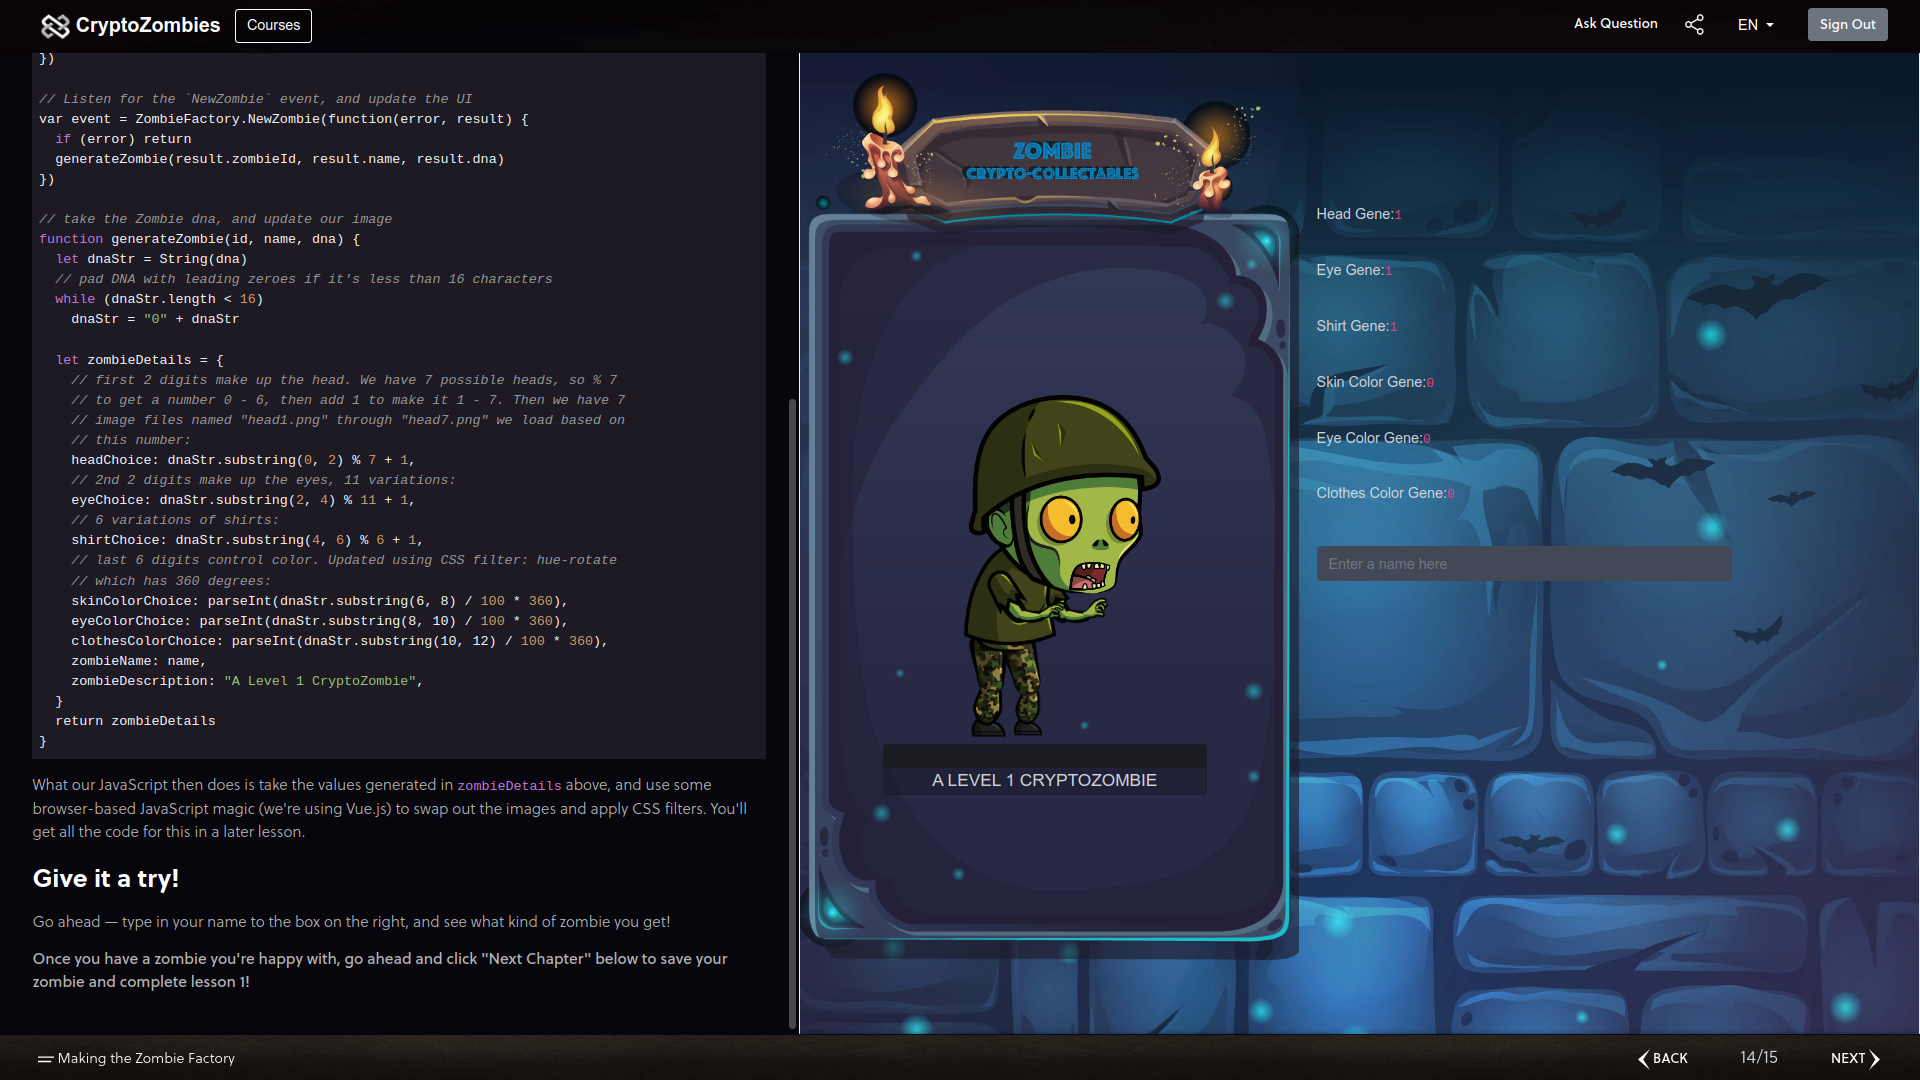 CryptoZombies
Courses
Ask Question
EN
Sign Out
})
// Listen for the `NewZombie` event, and update the UI
var event = ZombieFactory.NewZombie(function(error, result) {
  if (error) return
  generateZombie(result.zombieId, result.name, result.dna)
})
// take the Zombie dna, and update our image
function generateZombie(id, name, dna) {
  let dnaStr = String(dna)
  // pad DNA with leading zeroes if it's less than 16 characters
  while (dnaStr.length < 16)
    dnaStr = "0" + dnaStr
  let zombieDetails = {
    // first 2 digits make up the head. We have 7 possible heads, so % 7
    // to get a number 0 - 6, then add 1 to make it 1 - 7. Then we have 7
    // image files named "head1.png" through "head7.png" we load based on
    // this number:
    headChoice: dnaStr.substring(0, 2) % 7 + 1,
    // 2nd 2 digits make up the eyes, 11 variations:
    eyeChoice: dnaStr.substring(2, 4) % 11 + 1,
    // 6 variations of shirts:
    shirtChoice: dnaStr.substring(4, 6) % 6 + 1,
    // last 6 digits control color. Updated using CSS filter: hue-rotate
    // which has 360 degrees:
    skinColorChoice: parseInt(dnaStr.substring(6, 8) / 100 * 360),
    eyeColorChoice: parseInt(dnaStr.substring(8, 10) / 100 * 360),
    clothesColorChoice: parseInt(dnaStr.substring(10, 12) / 100 * 360),
    zombieName: name,
    zombieDescription: "A Level 1 CryptoZombie",
  }
  return zombieDetails
}
What our JavaScript then does is take the values generated in zombieDetails above, and use some
browser-based JavaScript magic (we're using Vue.js) to swap out the images and apply CSS filters. You'll
get all the code for this in a later lesson.
Give it a try!
Go ahead — type in your name to the box on the right, and see what kind of zombie you get!
Once you have a zombie you're happy with, go ahead and click "Next Chapter" below to save your
zombie and complete lesson 1!
ZOMBIE
CRYPTO-COLLECTABLES
A LEVEL 1 CRYPTOZOMBIE
Head Gene:1
Eye Gene:1
Shirt Gene:1
Skin Color Gene:0
Eye Color Gene:0
Clothes Color Gene:0
Enter a name here
Making the Zombie Factory
BACK
14/15
NEXT